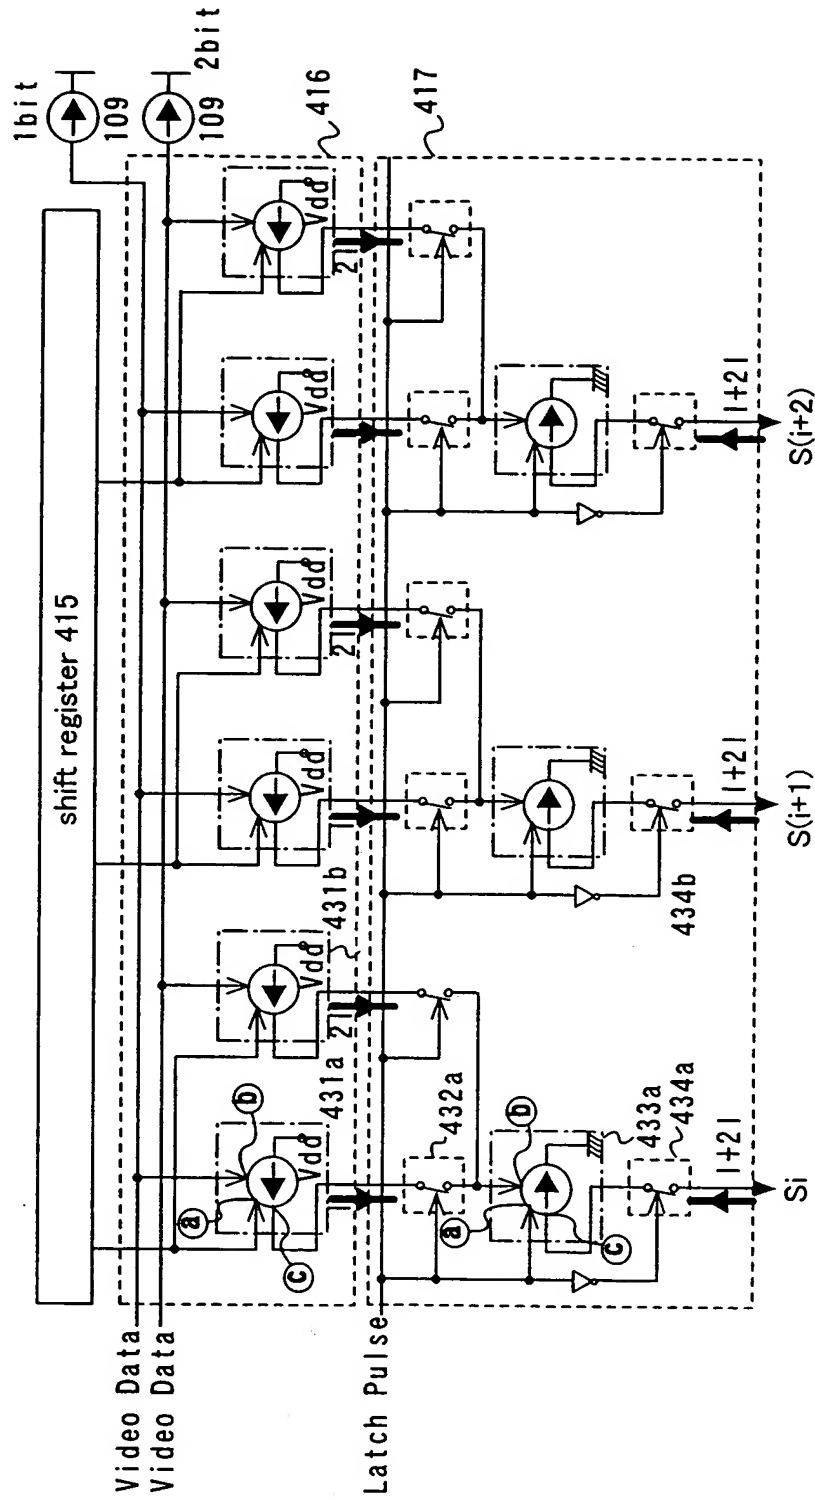 1bit
109
2bit
109
shift register 415
416
417
Video Data
Video Data
Latch Pulse
Vdd
Vdd
Vdd
Vdd
Vdd
Vdd
I
2I
I
2I
I
2I
431a
431b
a
b
c
432a
a
b
c
433a
434a
434b
I+2I
I+2I
I+2I
Si
S(i+1)
S(i+2)